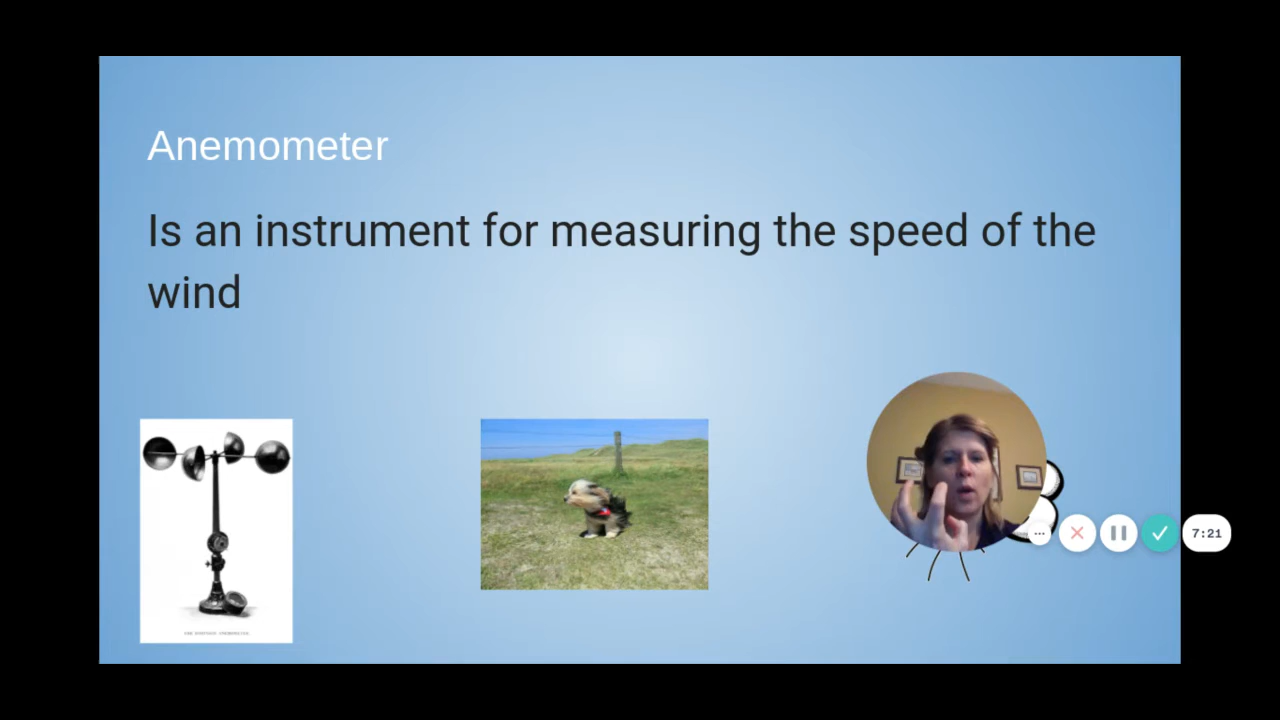 Anemometer
Is an instrument for measuring the speed of the
wind
7:21